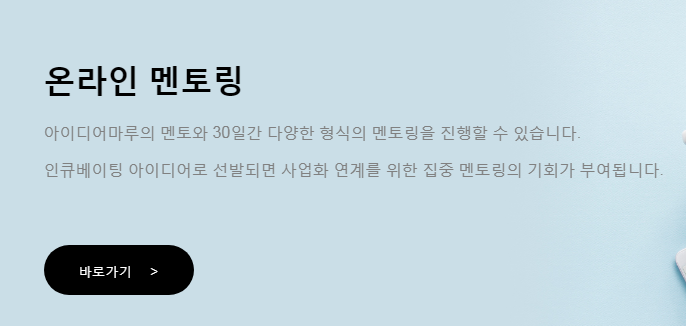 온라인 멘토링
아이디어마루의 멘토와 30일간 다양한 형식의 멘토링을 진행할 수 있습니다.
인큐베이팅 아이디어로 선발되면 사업화 연계를 위한 집중 멘토링의 기회가 부여됩니다.
바로가기 >